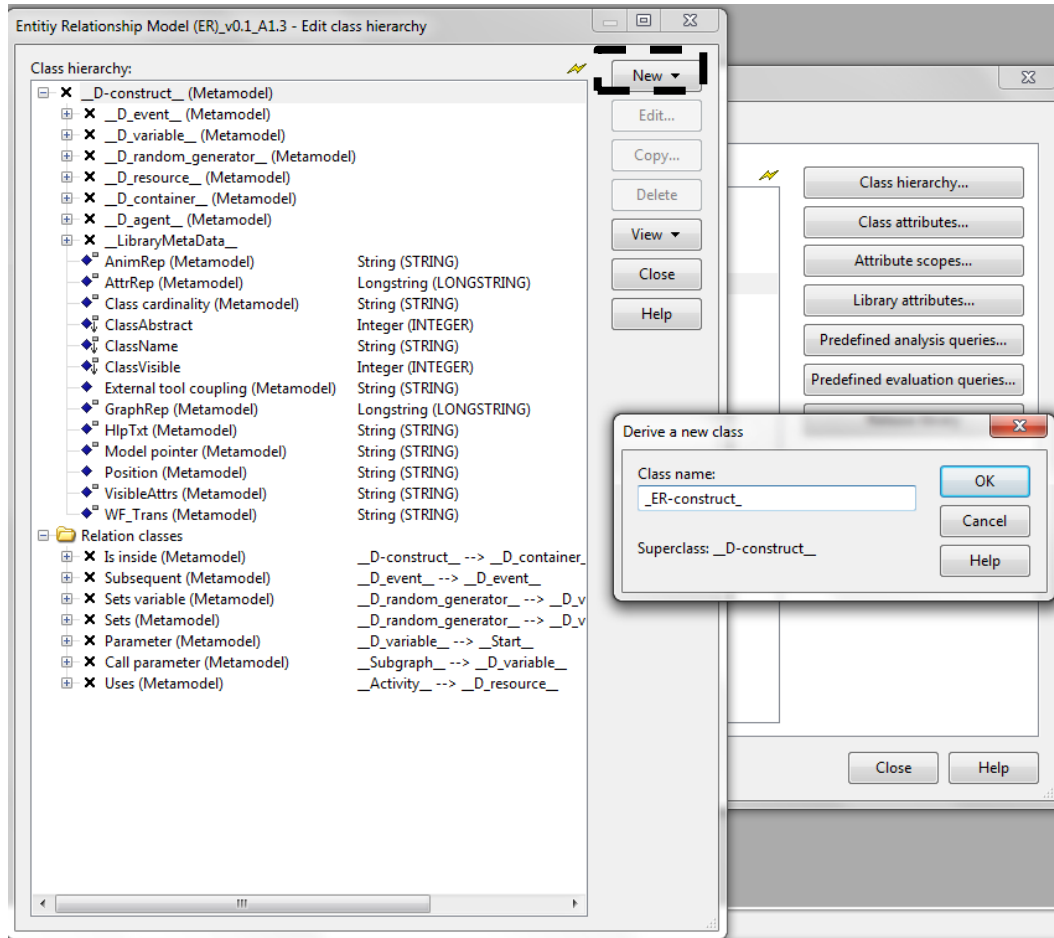 Entitiy Relationship Model (ER)_v0.1_A1.3 - Edit class hierarchy
Class hierarchy:
__D-construct__ (Metamodel)
__D_event__ (Metamodel)
__D_variable__ (Metamodel)
__D_random_generator__ (Metamodel)
__D_resource__ (Metamodel)
__D_container__ (Metamodel)
__D_agent__ (Metamodel)
__LibraryMetaData__
AnimRep (Metamodel) String (STRING)
AttrRep (Metamodel) Longstring (LONGSTRING)
Class cardinality (Metamodel) String (STRING)
ClassAbstract Integer (INTEGER)
ClassName String (STRING)
ClassVisible Integer (INTEGER)
External tool coupling (Metamodel) String (STRING)
GraphRep (Metamodel) Longstring (LONGSTRING)
HlpTxt (Metamodel) String (STRING)
Model pointer (Metamodel) String (STRING)
Position (Metamodel) String (STRING)
VisibleAttrs (Metamodel) String (STRING)
WF_Trans (Metamodel) String (STRING)
Relation classes
Is inside (Metamodel) __D-construct__ --> __D_container_
Subsequent (Metamodel) __D_event__ --> __D_event__
Sets variable (Metamodel) __D_random_generator__ --> __D_v
Sets (Metamodel) __D_random_generator__ --> __D_v
Parameter (Metamodel) __D_variable__ --> __Start__
Call parameter (Metamodel) __Subgraph__ --> __D_variable__
Uses (Metamodel) __Activity__ --> __D_resource__
New
Edit...
Copy...
Delete
View
Close
Help
Class hierarchy...
Class attributes...
Attribute scopes...
Library attributes...
Predefined analysis queries...
Predefined evaluation queries...
Derive a new class
Class name:
_ER-construct_
Superclass: __D-construct__
OK
Cancel
Help
Close
Help